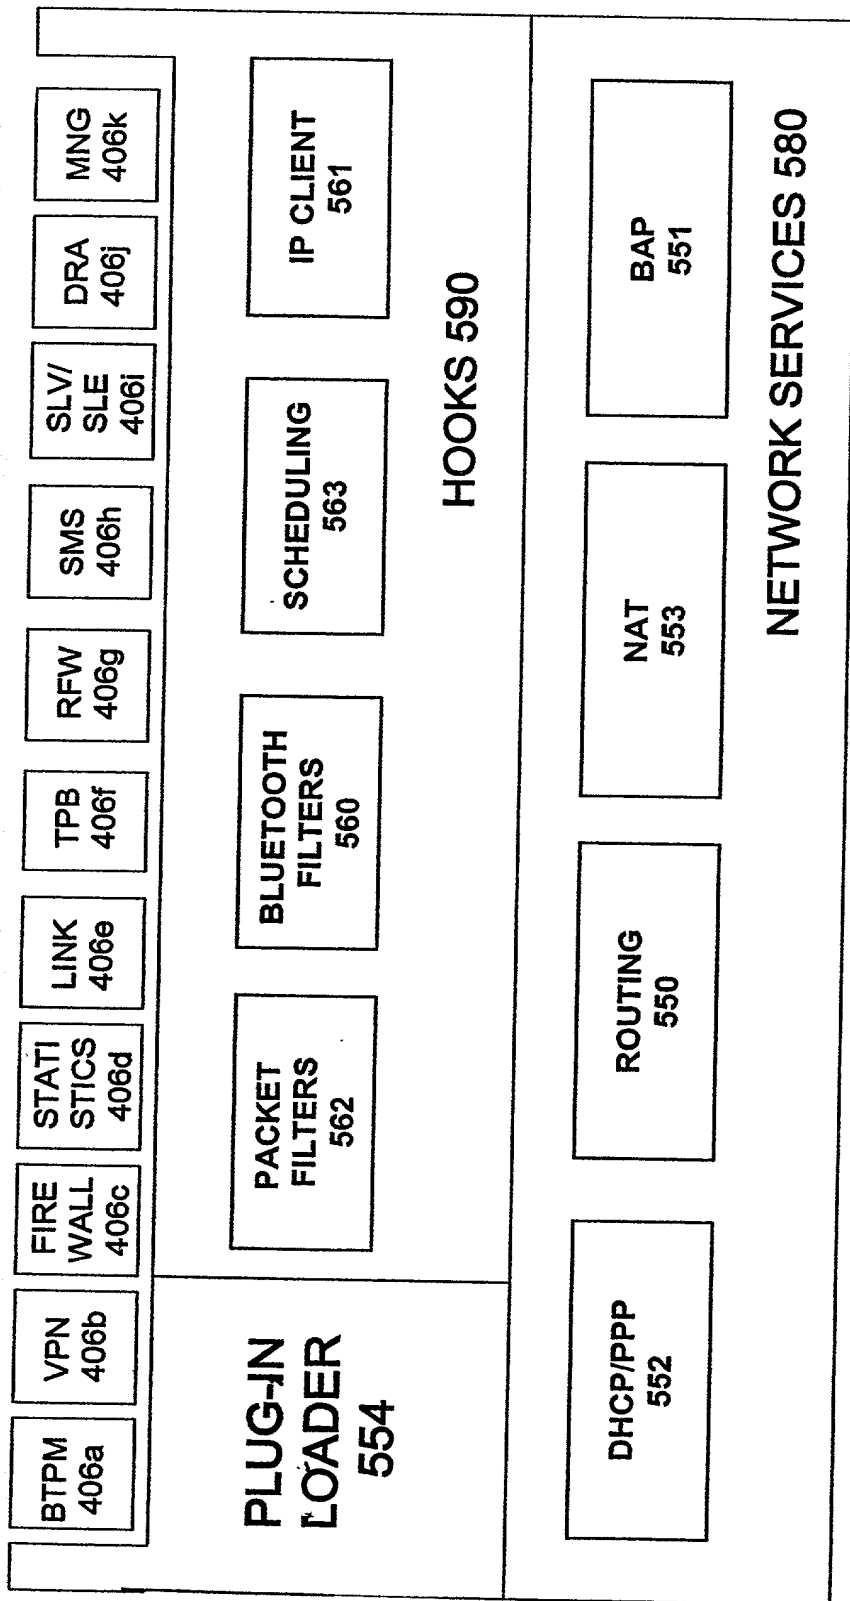 BTPM
406a
VPN
406b
FIRE
WALL
406c
STATI
STICS
406d
LINK
406e
TPB
406f
RFW
406g
SMS
406h
SLV/
SLE
406i
DRA
406j
MNG
406k
PLUG-IN
LOADER
554
PACKET
FILTERS
562
BLUETOOTH
FILTERS
560
SCHEDULING
563
IP CLIENT
561
HOOKS 590
DHCP/PPP
552
ROUTING
550
NAT
553
BAP
551
NETWORK SERVICES 580